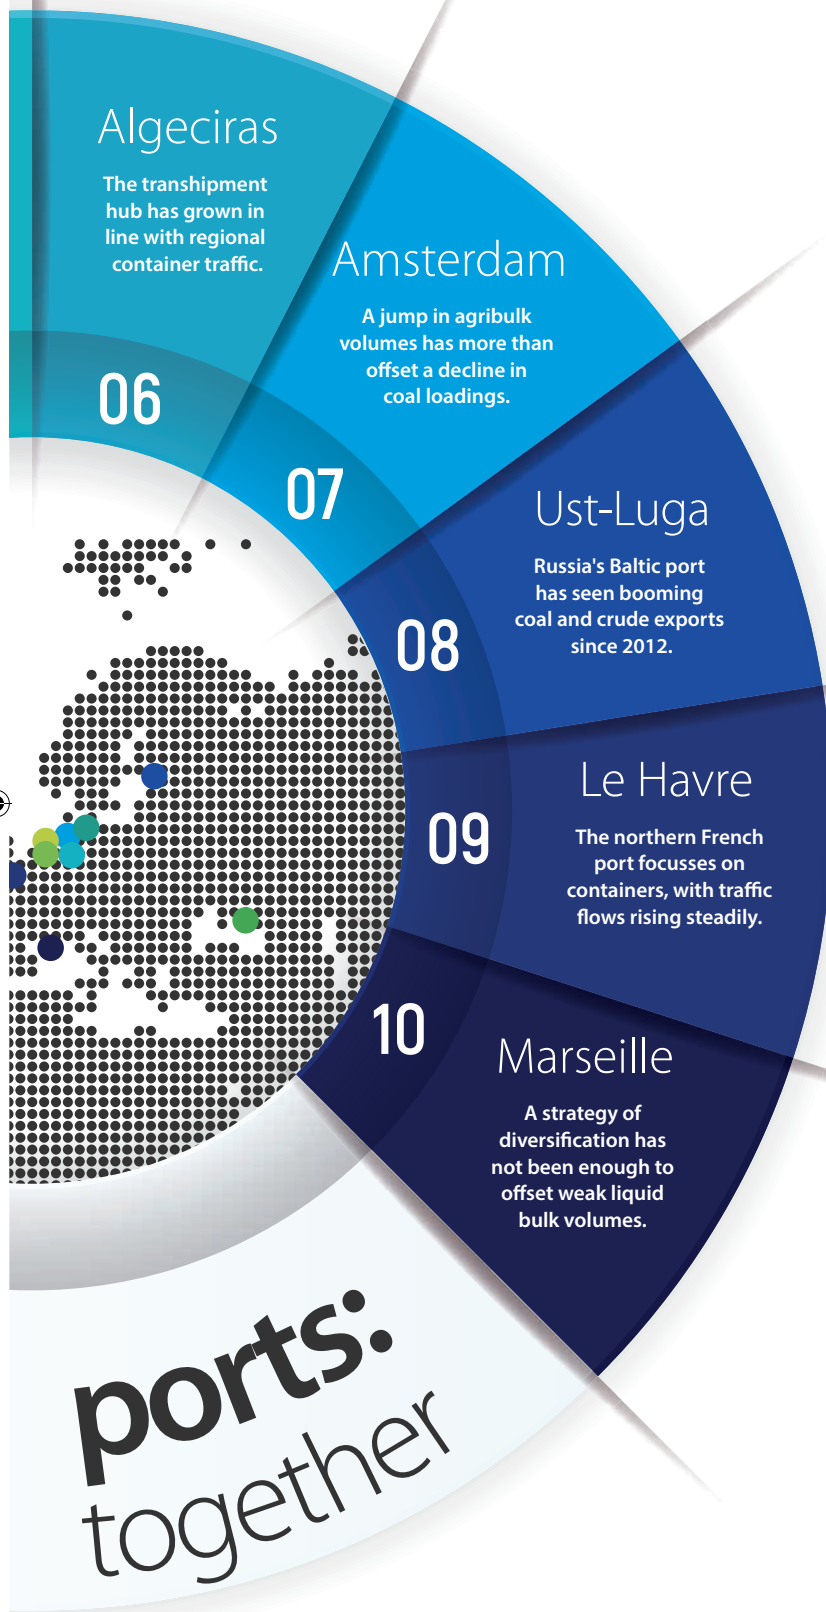 Algeciras
The transhipment
hub has grown in
line with regional
container traffic.
06
Amsterdam
A jump in agribulk
volumes has more than
offset a decline in
coal loadings.
07
Ust-Luga
Russia's Baltic port
has seen booming
coal and crude exports
since 2012.
08
Le Havre
The northern French
port focusses on
containers, with traffic
flows rising steadily.
09
Marseille
A strategy of
diversification has
not been enough to
offset weak liquid
bulk volumes.
10
ports:
together